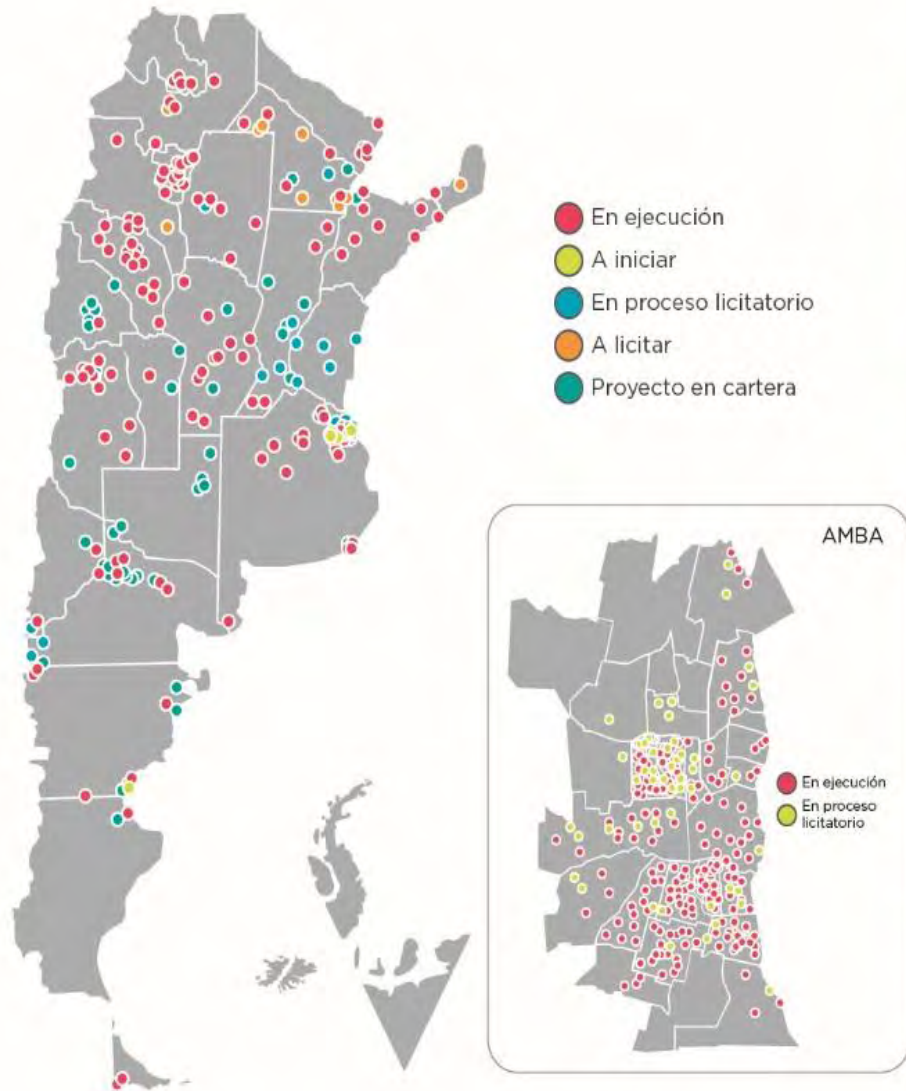 En ejecución
A iniciar
En proceso licitatorio
A licitar
Proyecto en cartera
AMBA
En ejecución
En proceso
licitatorio